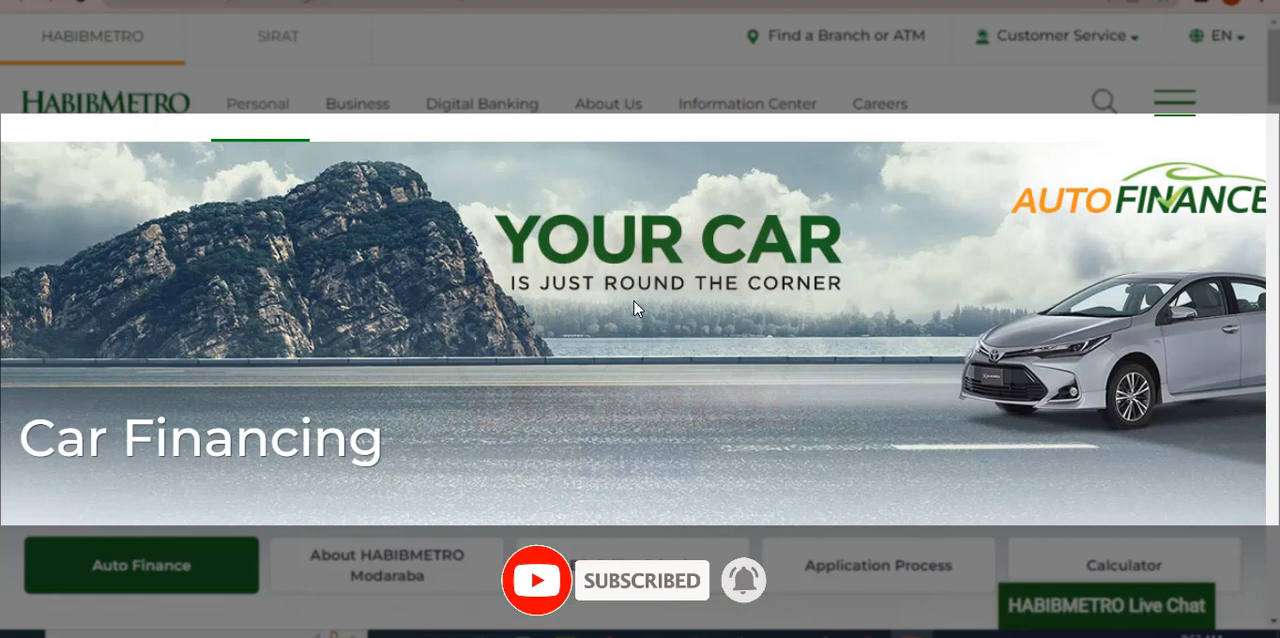 HABIBMETRO
SIRAT
Find a Branch or ATM
Customer Service
EN
HABIBMETRO
Personal
Business
Digital Banking
About Us
Information Center
Careers
AUTO FINANCE
YOUR CAR
IS JUST ROUND THE CORNER
Car Financing
Auto Finance
About HABIBMETRO
Modaraba
Application Process
Calculator
SUBSCRIBED
HABIBMETRO Live Chat